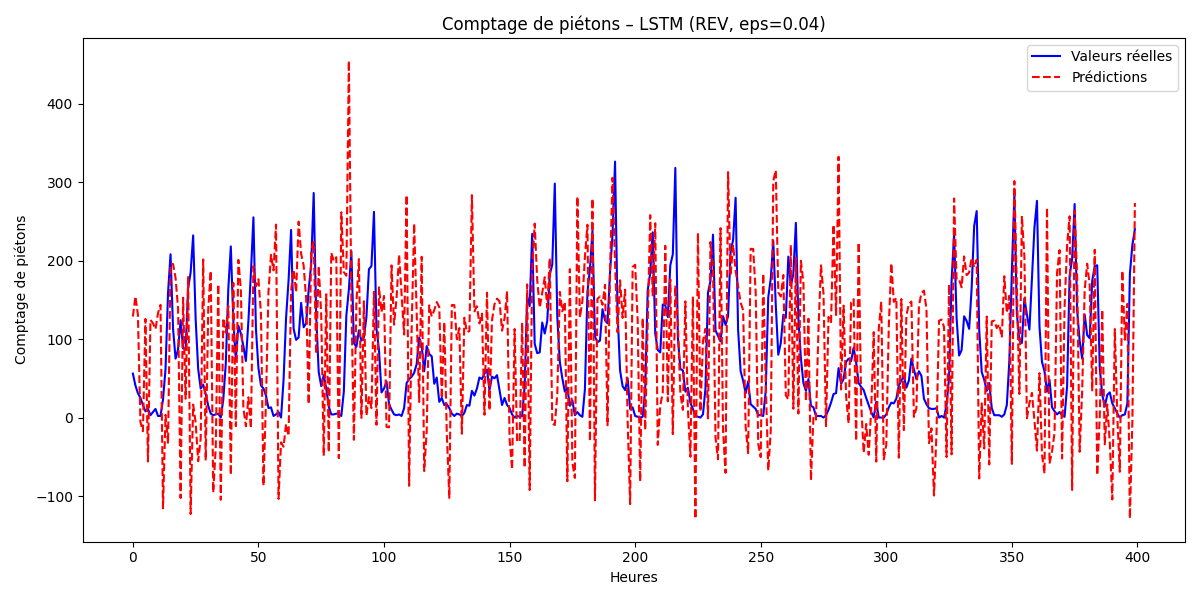 Comptage de piétons – LSTM (REV, eps=0.04)
Valeurs réelles
Prédictions
Comptage de piétons
400
300
200
100
0
−100
0 50 100 150 200 250 300 350 400
Heures